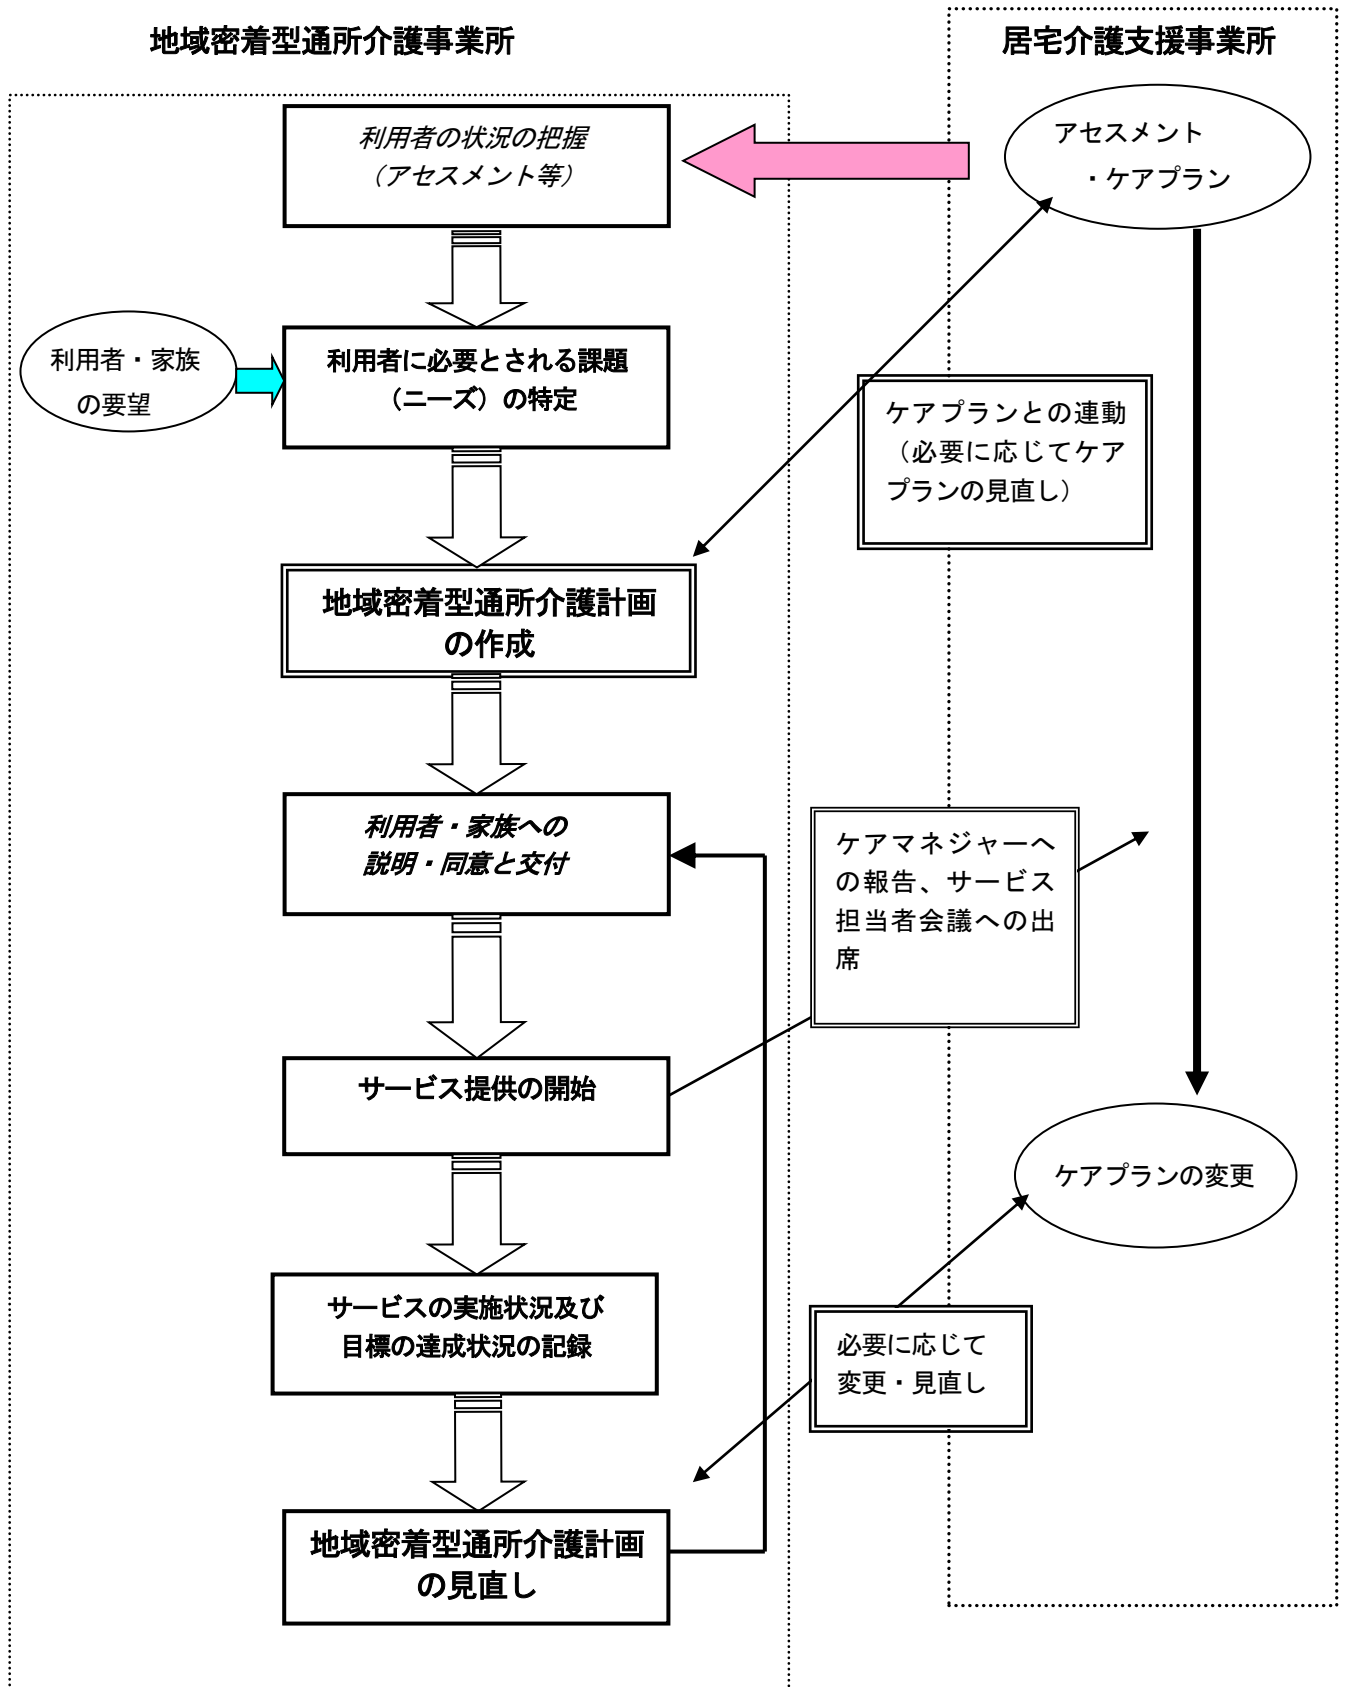 地域密着型通所介護事業所
居宅介護支援事業所
利用者の状況の把握
（アセスメント等）
アセスメント
・ケアプラン
利用者・家族
の要望
利用者に必要とされる課題
（ニーズ）の特定
ケアプランとの連動
（必要に応じてケア
プランの見直し）
地域密着型通所介護計画
の作成
利用者・家族への
説明・同意と交付
ケアマネジャーへ
の報告、サービス
担当者会議への出
席
サービス提供の開始
ケアプランの変更
サービスの実施状況及び
目標の達成状況の記録
必要に応じて
変更・見直し
地域密着型通所介護計画
の見直し